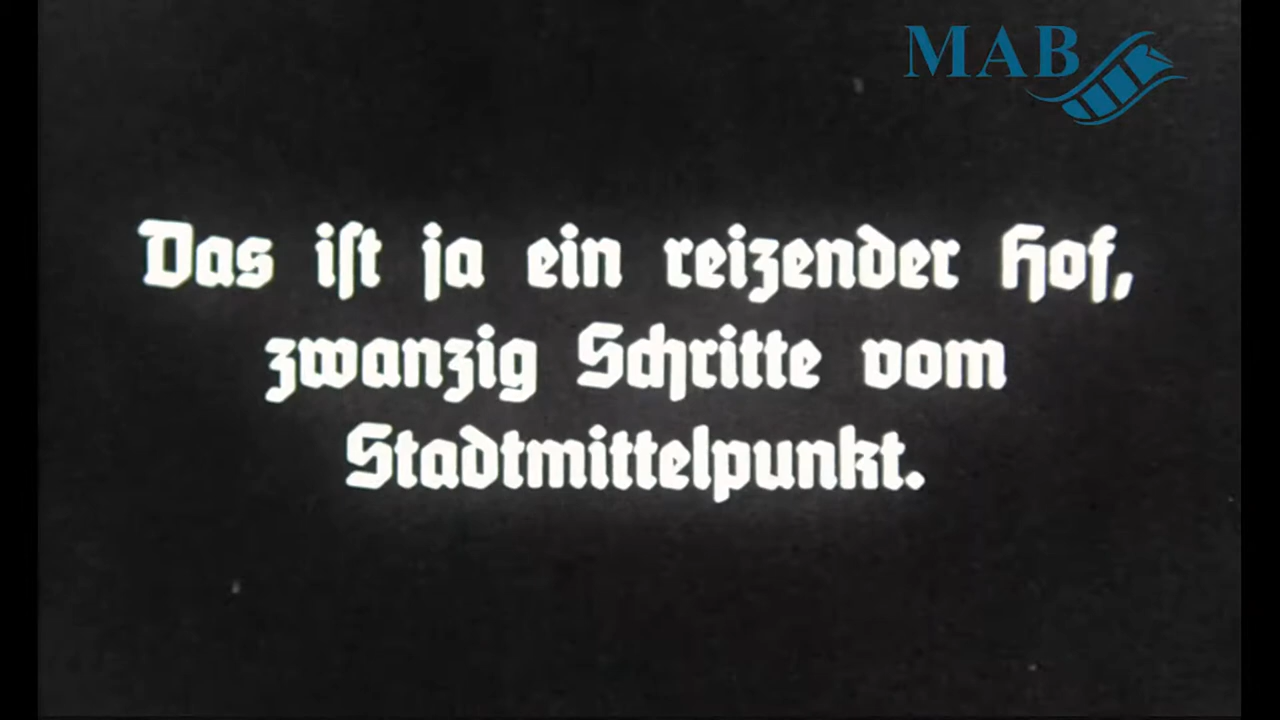 MAB
Das iſt ja ein reizender Hof,
zwanzig Schritte vom
Stadtmittelpunkt.